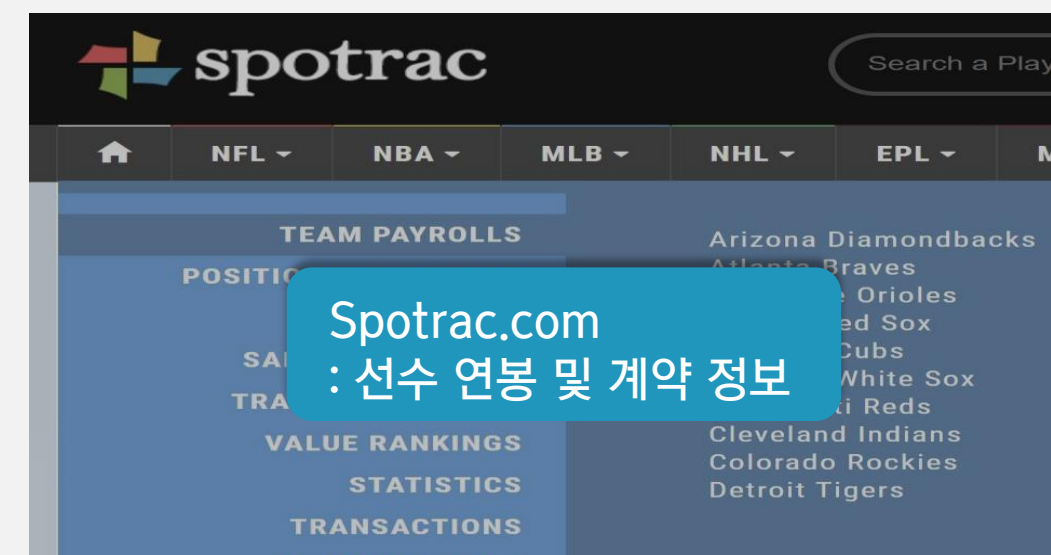 spotrac
Search a Play
NFL
NBA
MLB
NHL
EPL
TEAM PAYROLLS
Arizona Diamondbacks
Braves
Orioles
Sox
Spotrac.com
: 선수 연봉 및 계약 정보
Cubs
White Sox
Reds
VALUE RANKINGS
Cleveland Indians
Colorado Rockies
STATISTICS
Detroit Tigers
TRANSACTIONS